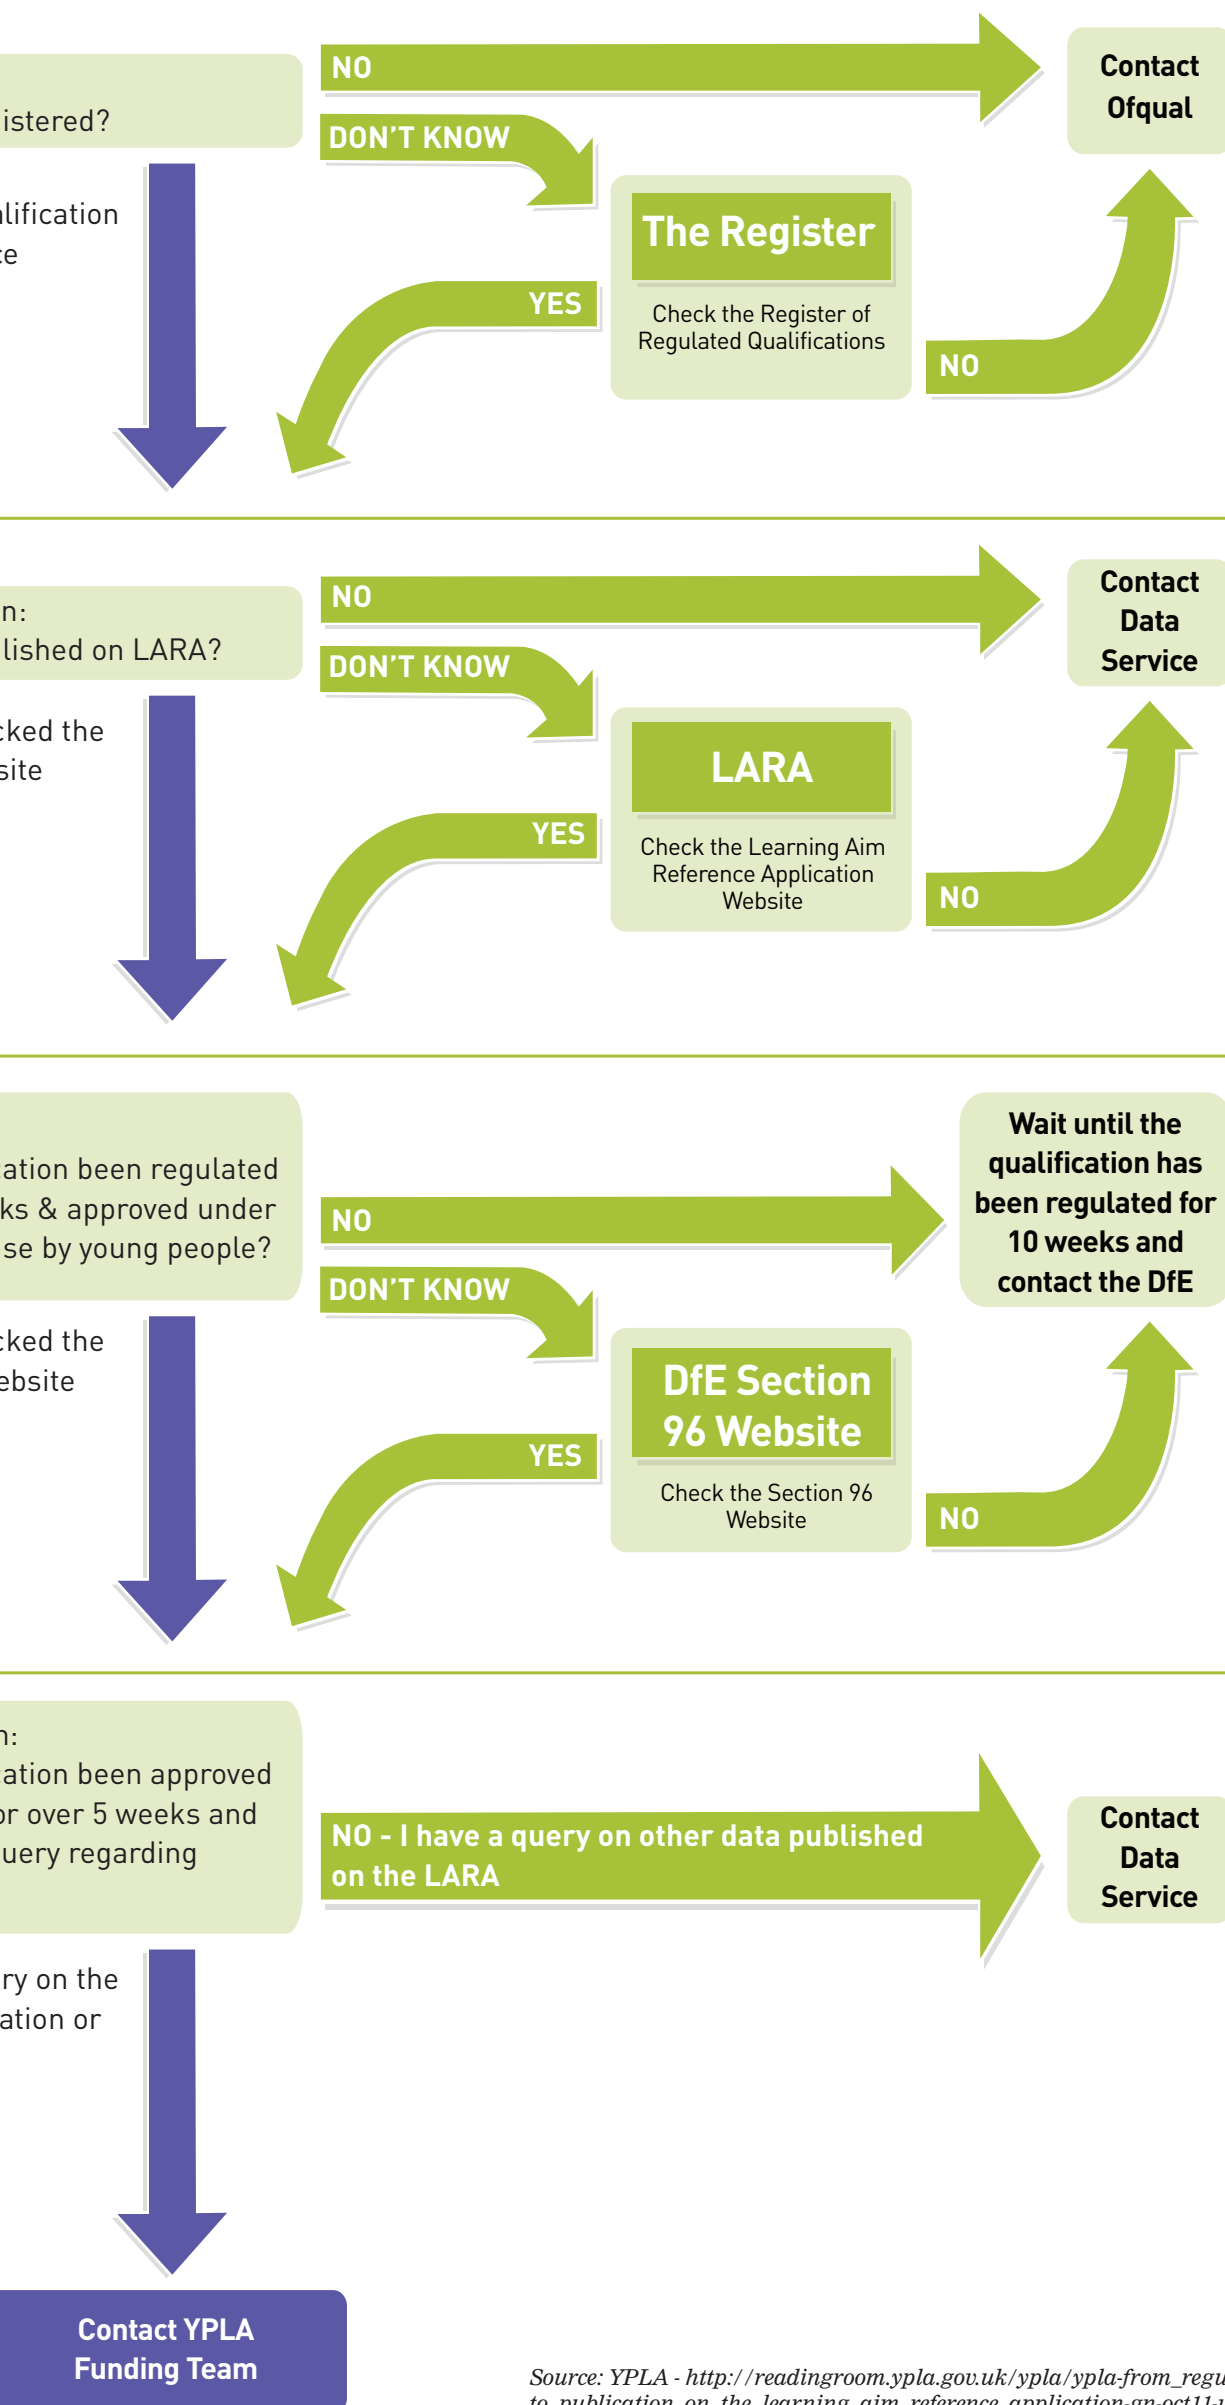 NO
Contact
Ofqual
istered?
DON'T KNOW
lification
The Register
YES
Check the Register of
Regulated Qualifications
NO
n:
lished on LARA?
NO
Contact
Data
Service
DON'T KNOW
cked the
site
LARA
YES
Check the Learning Aim
Reference Application
Website
NO
cation been regulated
ks & approved under
se by young people?
NO
Wait until the
qualification has
been regulated for
10 weeks and
contact the DfE
DON'T KNOW
cked the
ebsite
DfE Section
96 Website
YES
Check the Section 96
Website
NO
n:
cation been approved
or over 5 weeks and
uery regarding
NO - I have a query on other data published
on the LARA
Contact
Data
Service
ry on the
ation or
Contact YPLA
Funding Team
Source: YPLA - http://readingroom.ypla.gov.uk/ypla/ypla-from_regu
to_publication_on_the_learning_aim_reference_application-gn-oct11-